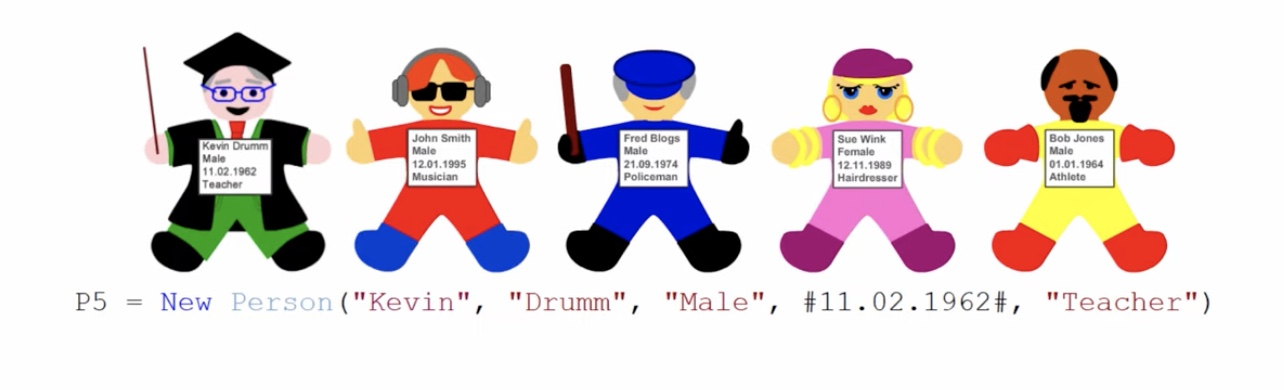 Kevin Drumm
Male
11.02.1962
Teacher
John Smith
Male
12.01.1995
Musician
Fred Blogs
Male
21.09.1974
Policeman
Sue Wink
Female
12.11.1989
Hairdresser
Bob Jones
Male
01.01.1964
Athlete
P5 = New Person("Kevin", "Drumm", "Male", #11.02.1962#, "Teacher")